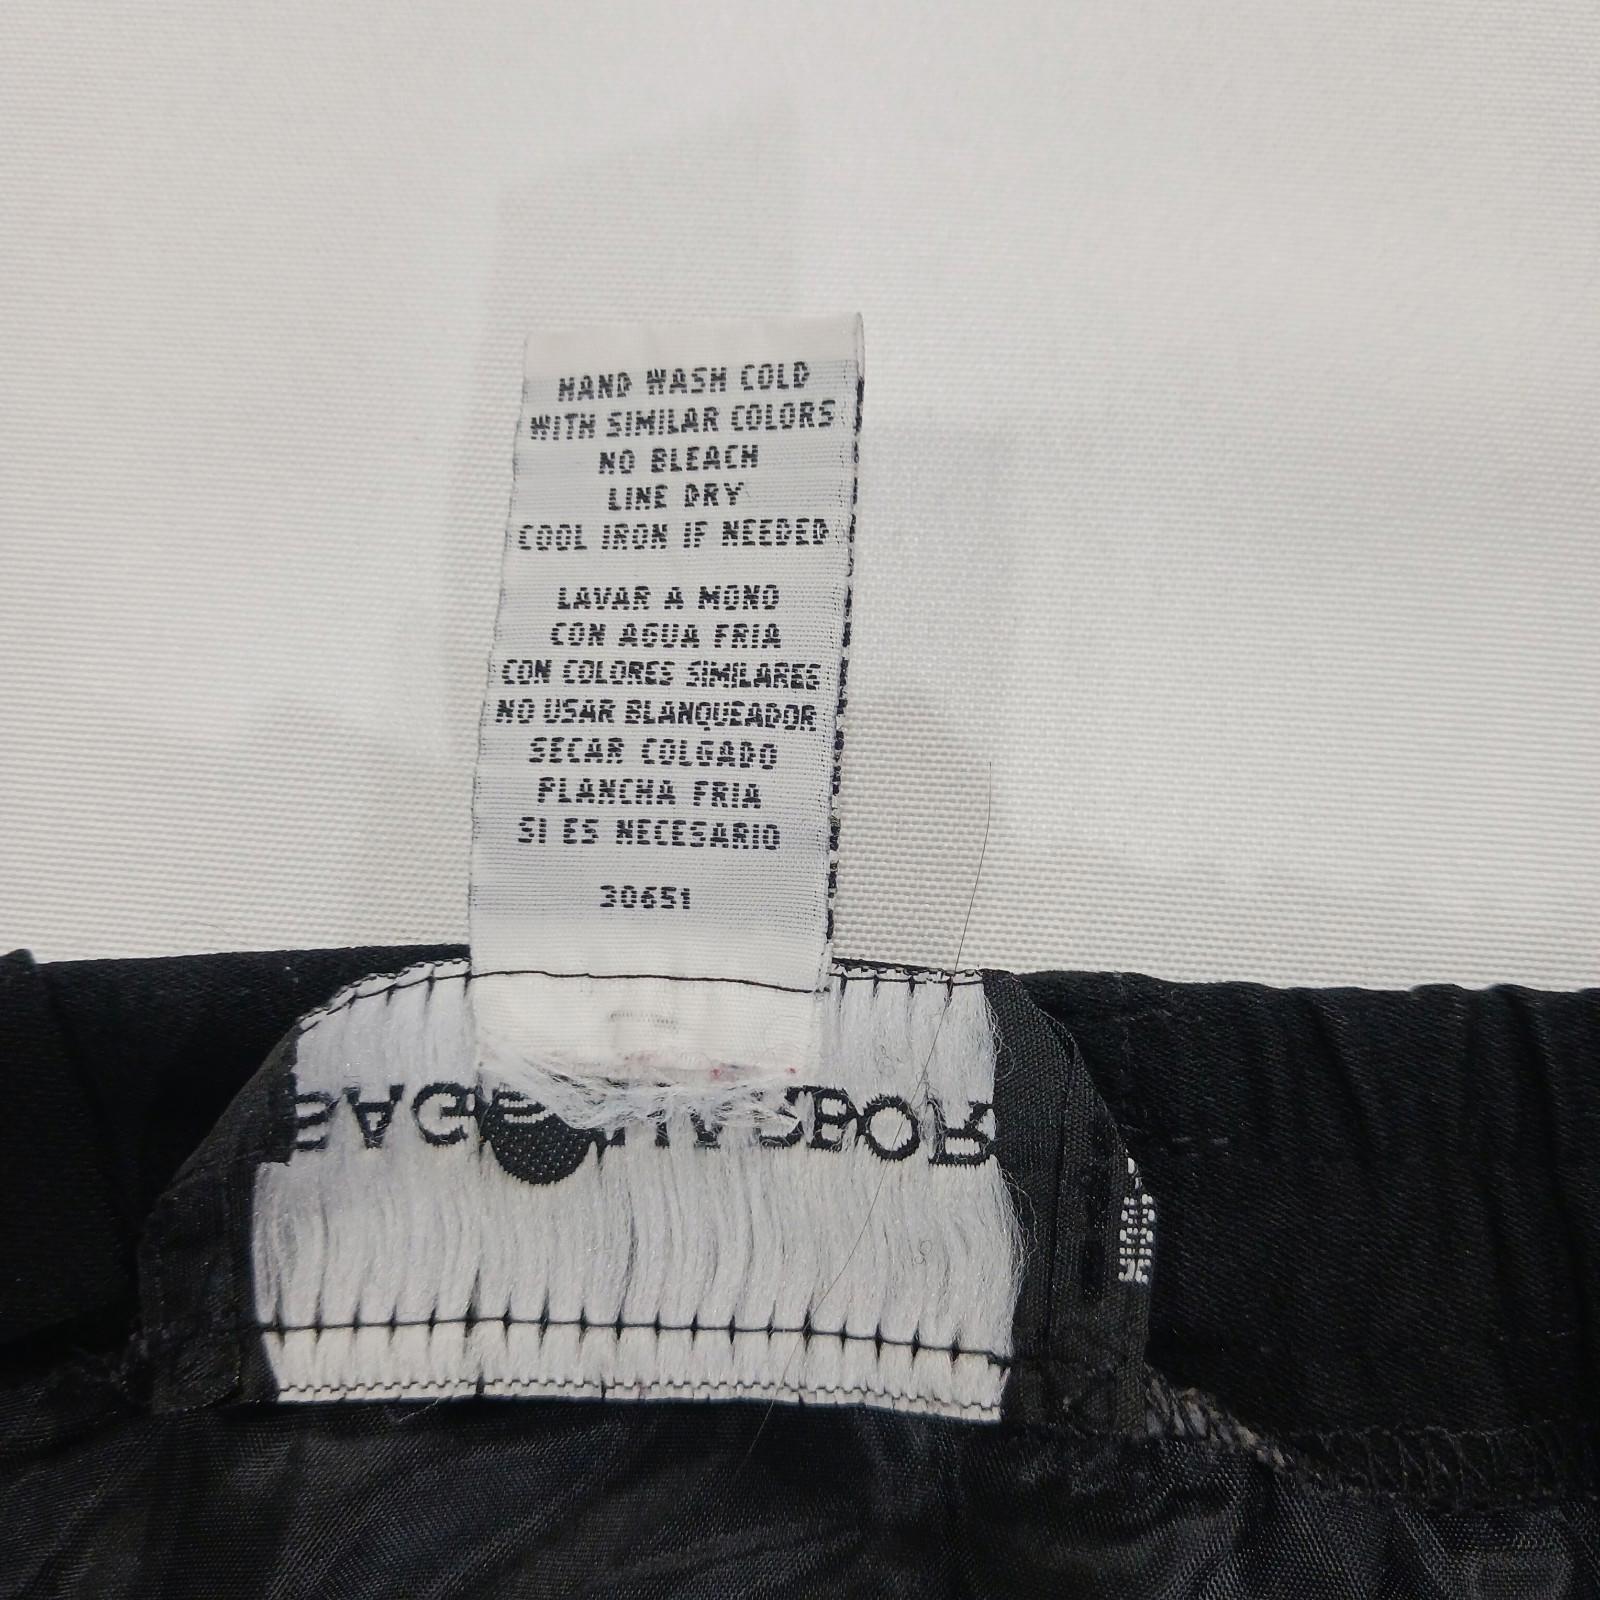 HAND WASH COLD
WITH SIMILAR COLORS
NO BLEACH
LINE DRY
COOL IRON IF NEEDED
LAVAR A MONO
CON AGUA FRIA
CON COLORES SIMILARES
NO USAR BLANQUEADOR
SECAR COLGADO
PLANCHA FRIA
SI ES NECESARIO
30651